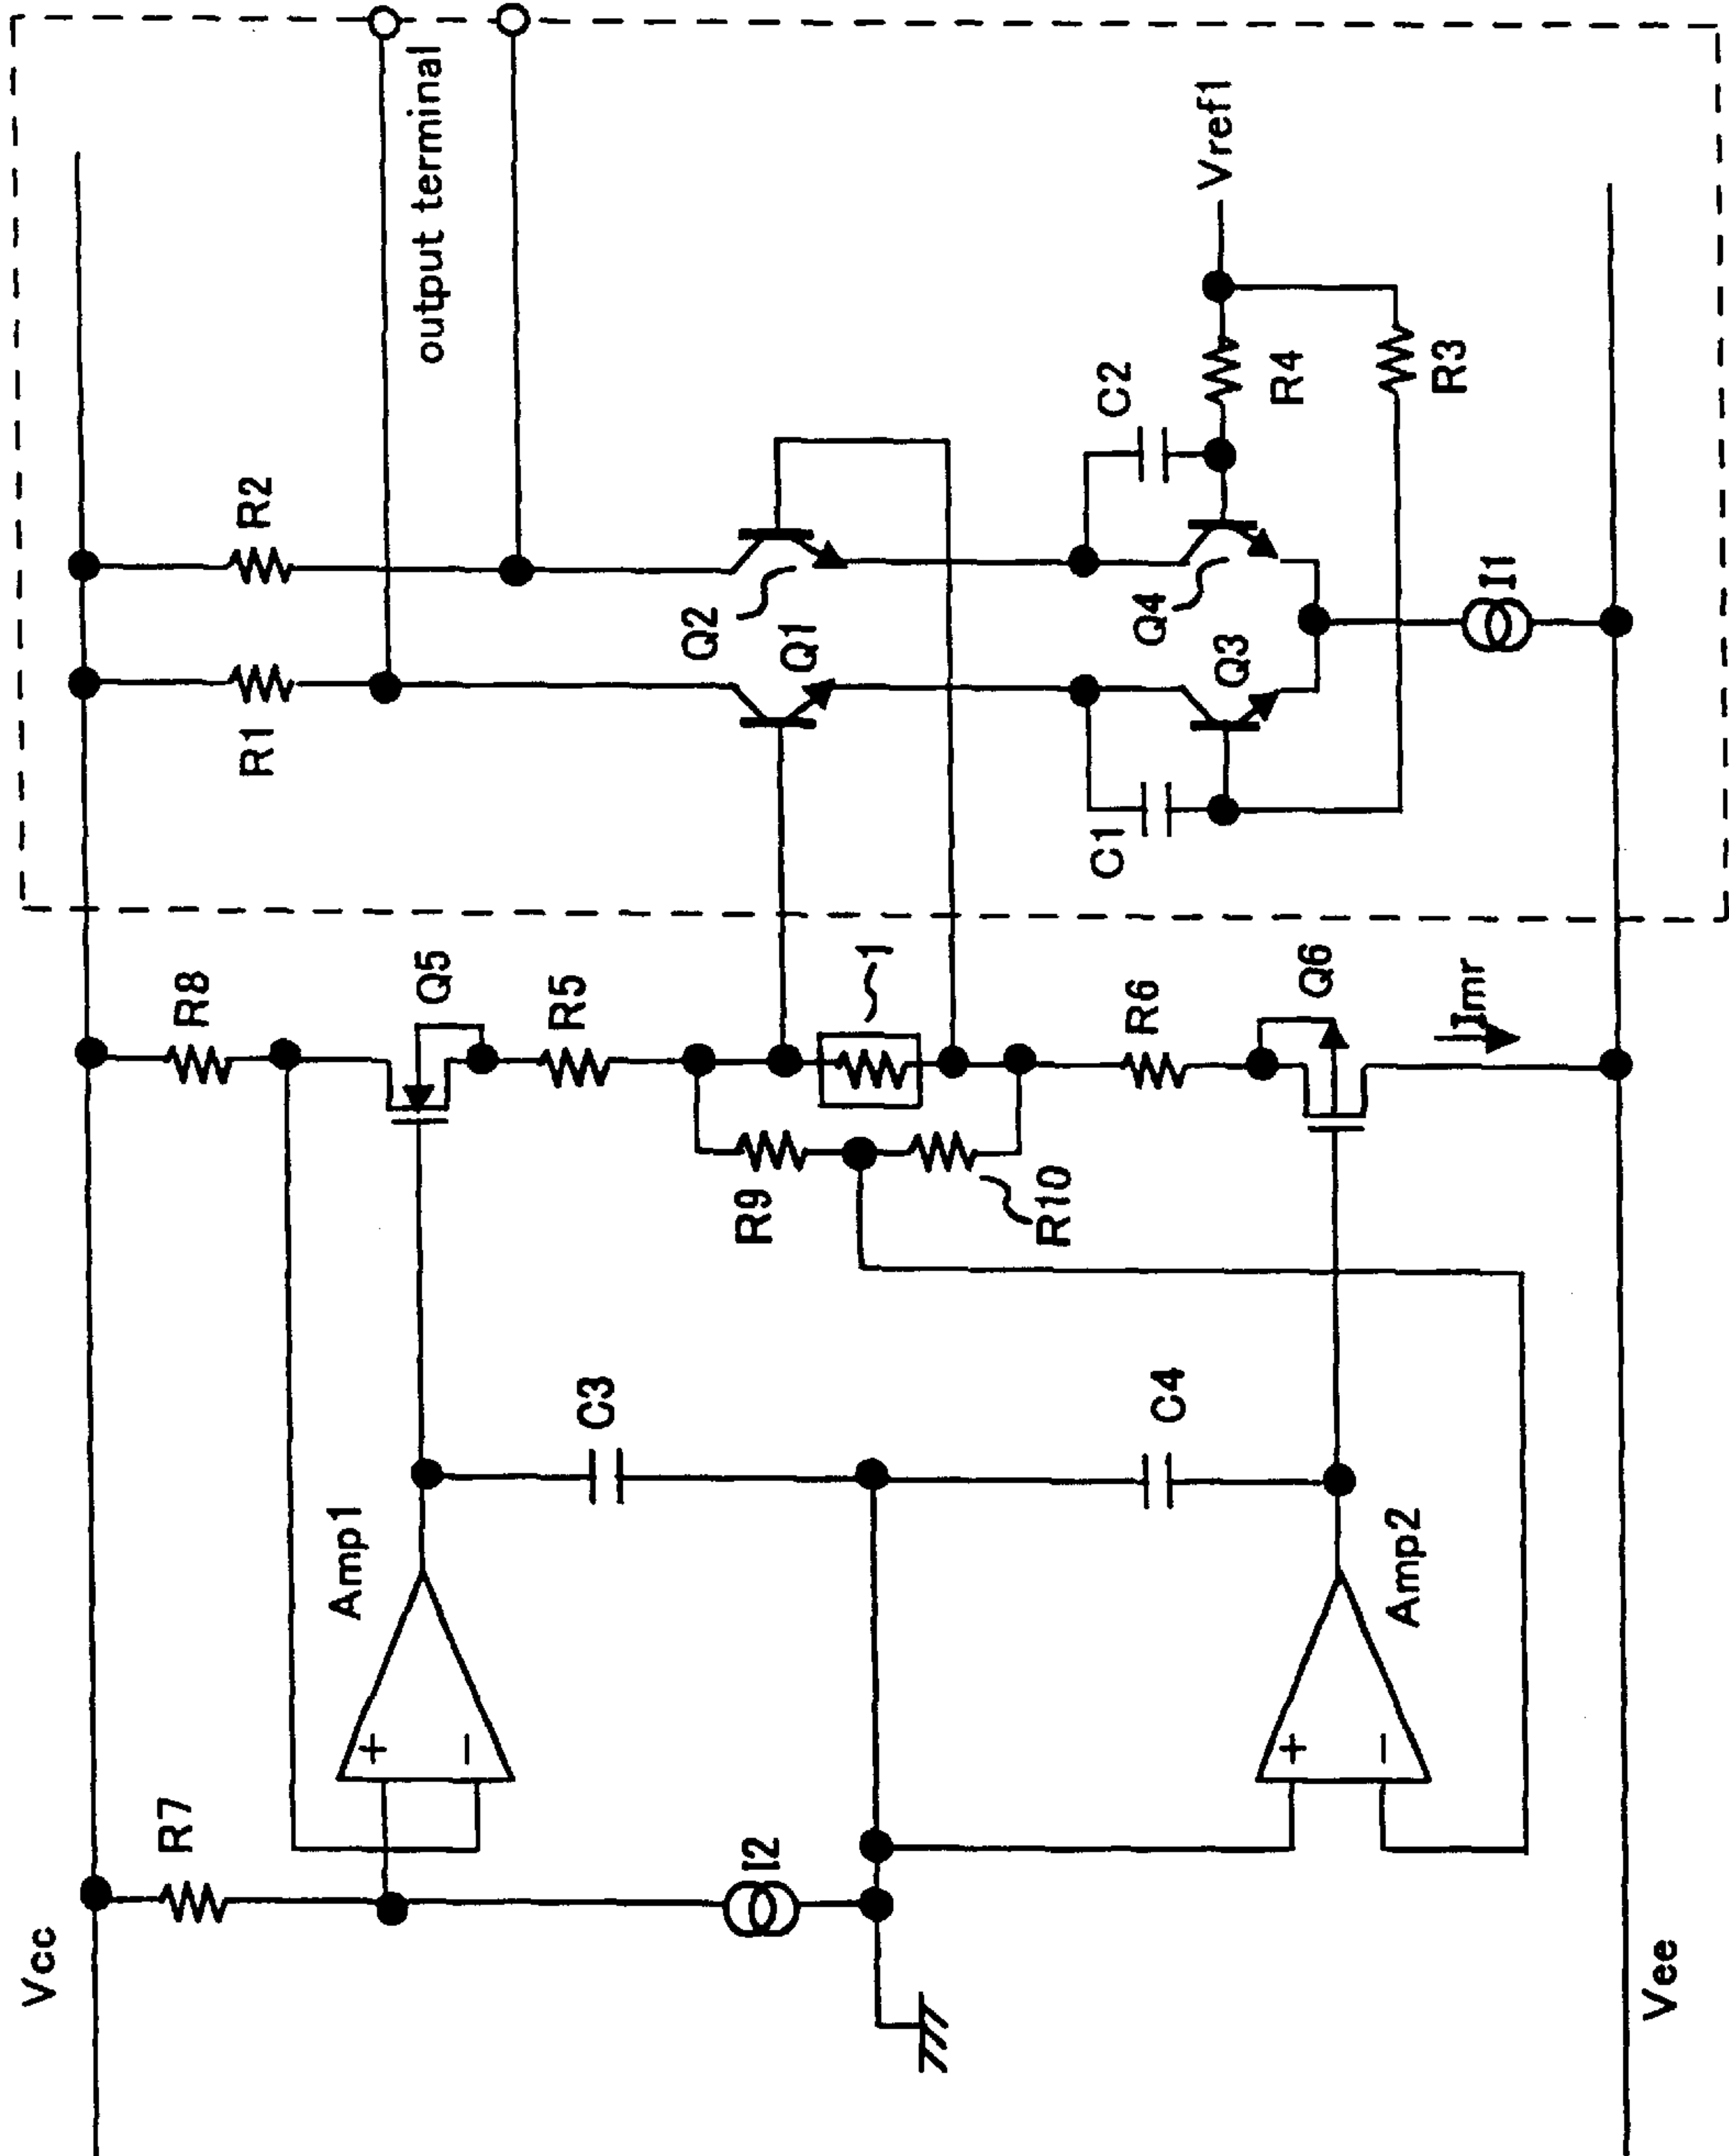 Vcc
R7
I2
Amp1
+
-
C3
R8
Q5
R5
R9
R10
1
R6
Q6
Imr
C4
Amp2
+
-
Vee
R1
R2
output terminal
Q2
Q1
C1
C2
Q4
Q3
R4
R3
Vref1
I1